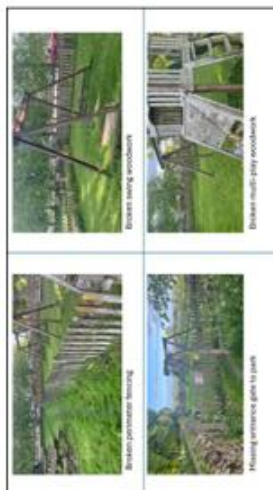 Broken perimeter fencing
Broken swing woodwork
Missing entrance gate to park
Broken multi- play woodwork